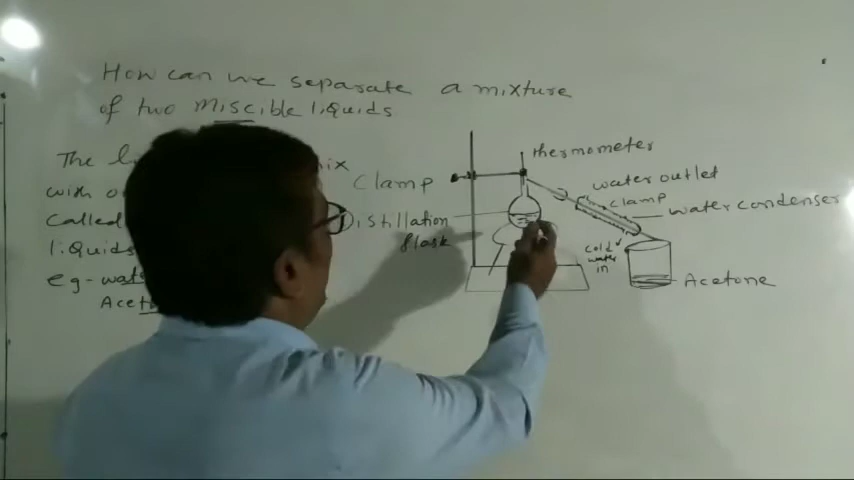 How can we separate a mixture
of two miscible liquids.
The
with
Called
liquids
eg- 
thermometer
Clamp
water outlet
clamp
water condenser
Distillation
flask
cold
water
in
Acetone